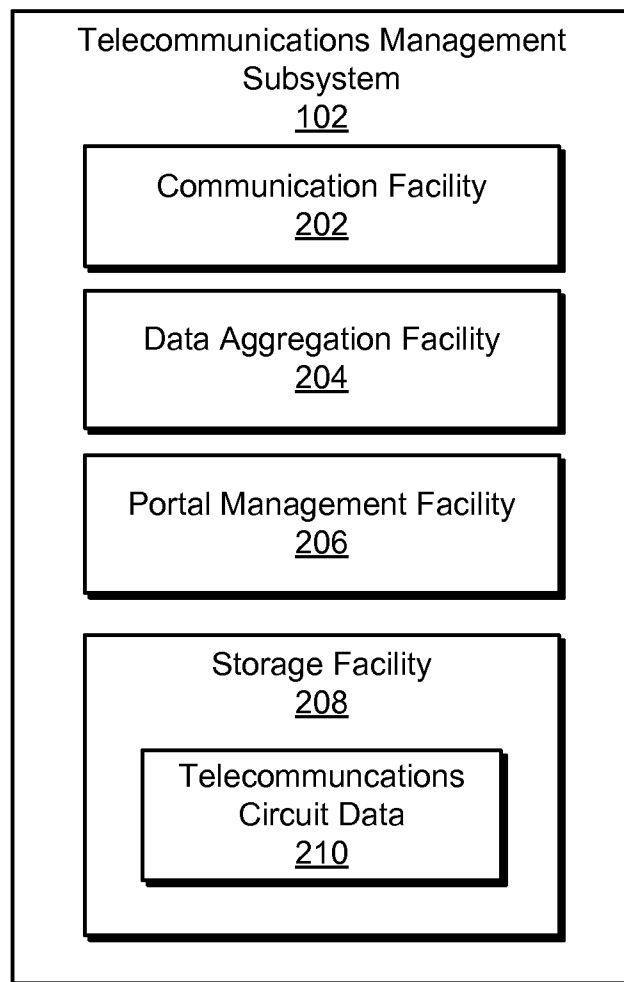 Telecommunications Management
Subsystem
102
Communication Facility
202
Data Aggregation Facility
204
Portal Management Facility
206
Storage Facility
208
Telecommuncations
Circuit Data
210